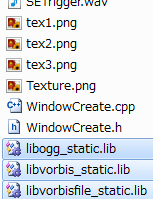 SETrigger.wav
tex1.png
tex2.png
tex3.png
Texture.png
WindowCreate.cpp
WindowCreate.h
libogg_static.lib
libvorbis_static.lib
libvorbisfile_static.lib